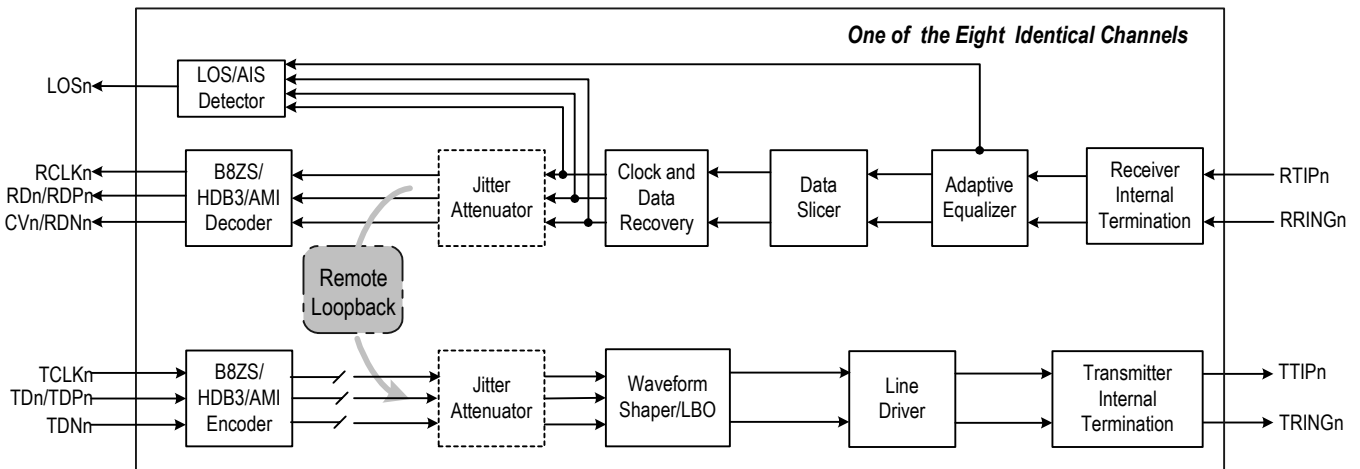 One of the Eight Identical Channels
LOSn
LOS/AIS
Detector
RCLKn
RDn/RDPn
CVn/RDNn
B8ZS/
HDB3/AMI
Decoder
Jitter
Attenuator
Clock and
Data
Recovery
Data
Slicer
Adaptive
Equalizer
Receiver
Internal
Termination
RTIPn
RRINGn
Remote
Loopback
TCLKn
TDn/TDPn
TDNn
B8ZS/
HDB3/AMI
Encoder
Jitter
Attenuator
Waveform
Shaper/LBO
Line
Driver
Transmitter
Internal
Termination
TTIPn
TRINGn